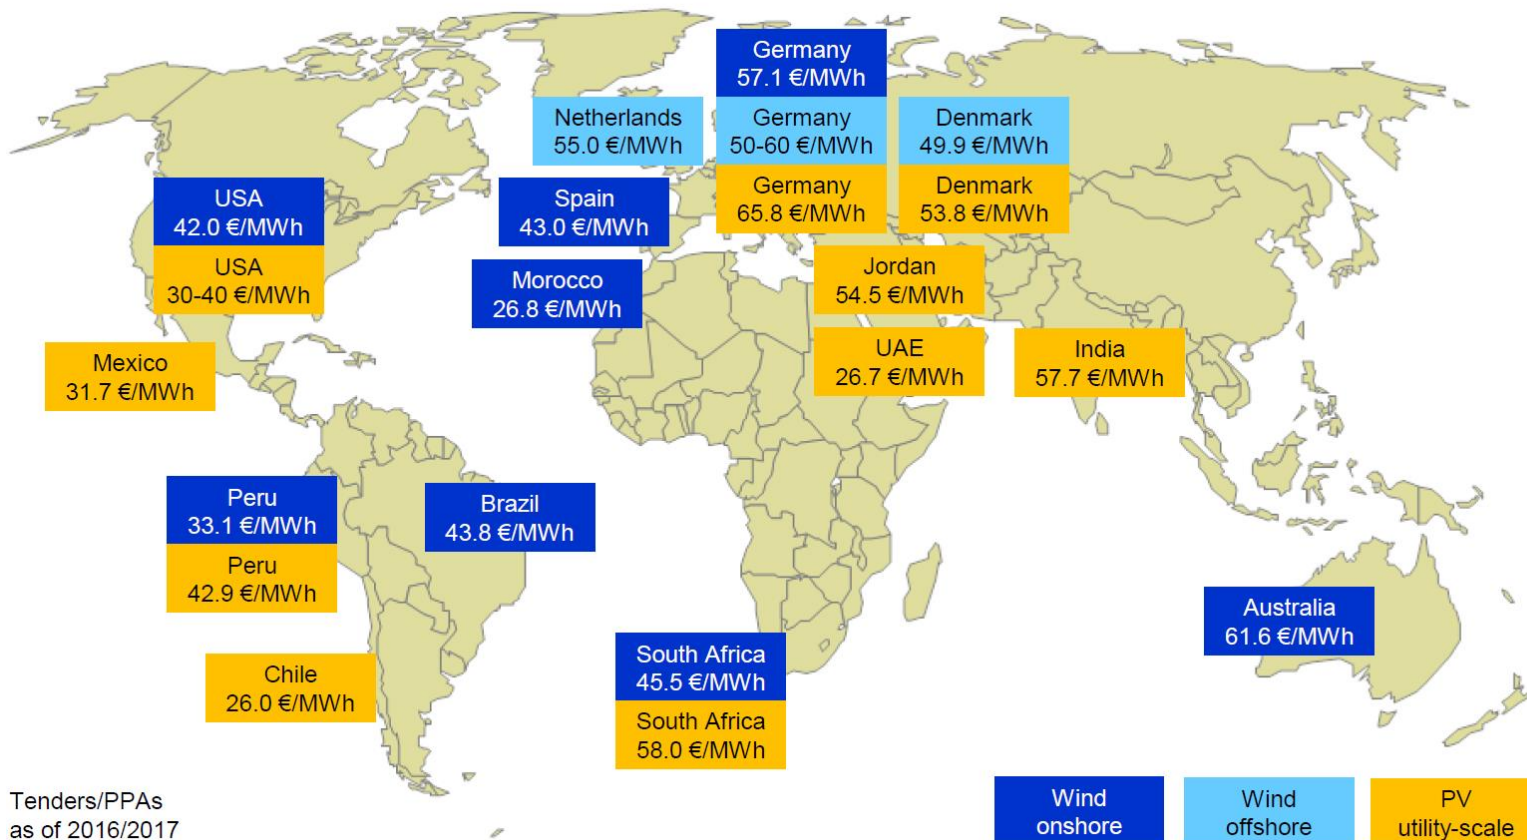 Germany
57.1 €/MWh
Netherlands
55.0 €/MWh
Germany
50-60 €/MWh
Denmark
49.9 €/MWh
USA
42.0 €/MWh
Spain
43.0 €/MWh
Germany
65.8 €/MWh
Denmark
53.8 €/MWh
USA
30-40 €/MWh
Morocco
26.8 €/MWh
Jordan
54.5 €/MWh
Mexico
31.7 €/MWh
UAE
26.7 €/MWh
India
57.7 €/MWh
Peru
33.1 €/MWh
Brazil
43.8 €/MWh
Peru
42.9 €/MWh
Australia
61.6 €/MWh
Chile
26.0 €/MWh
South Africa
45.5 €/MWh
South Africa
58.0 €/MWh
Tenders/PPAs
as of 2016/2017
Wind
onshore
Wind
offshore
PV
utility-scale